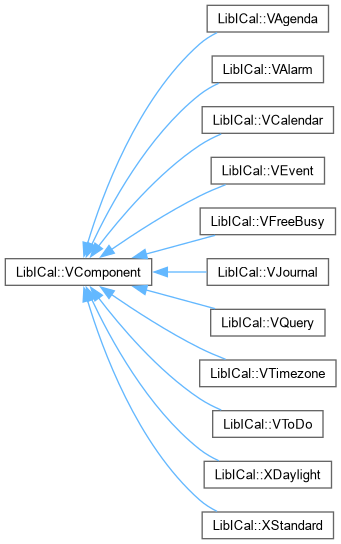 LibICal::VAgenda
LibICal::VAlarm
LibICal::VCalendar
LibICal::VEvent
LibICal::VFreeBusy
LibICal::VComponent
LibICal::VJournal
LibICal::VQuery
LibICal::VTimezone
LibICal::VToDo
LibICal::XDaylight
LibICal::XStandard